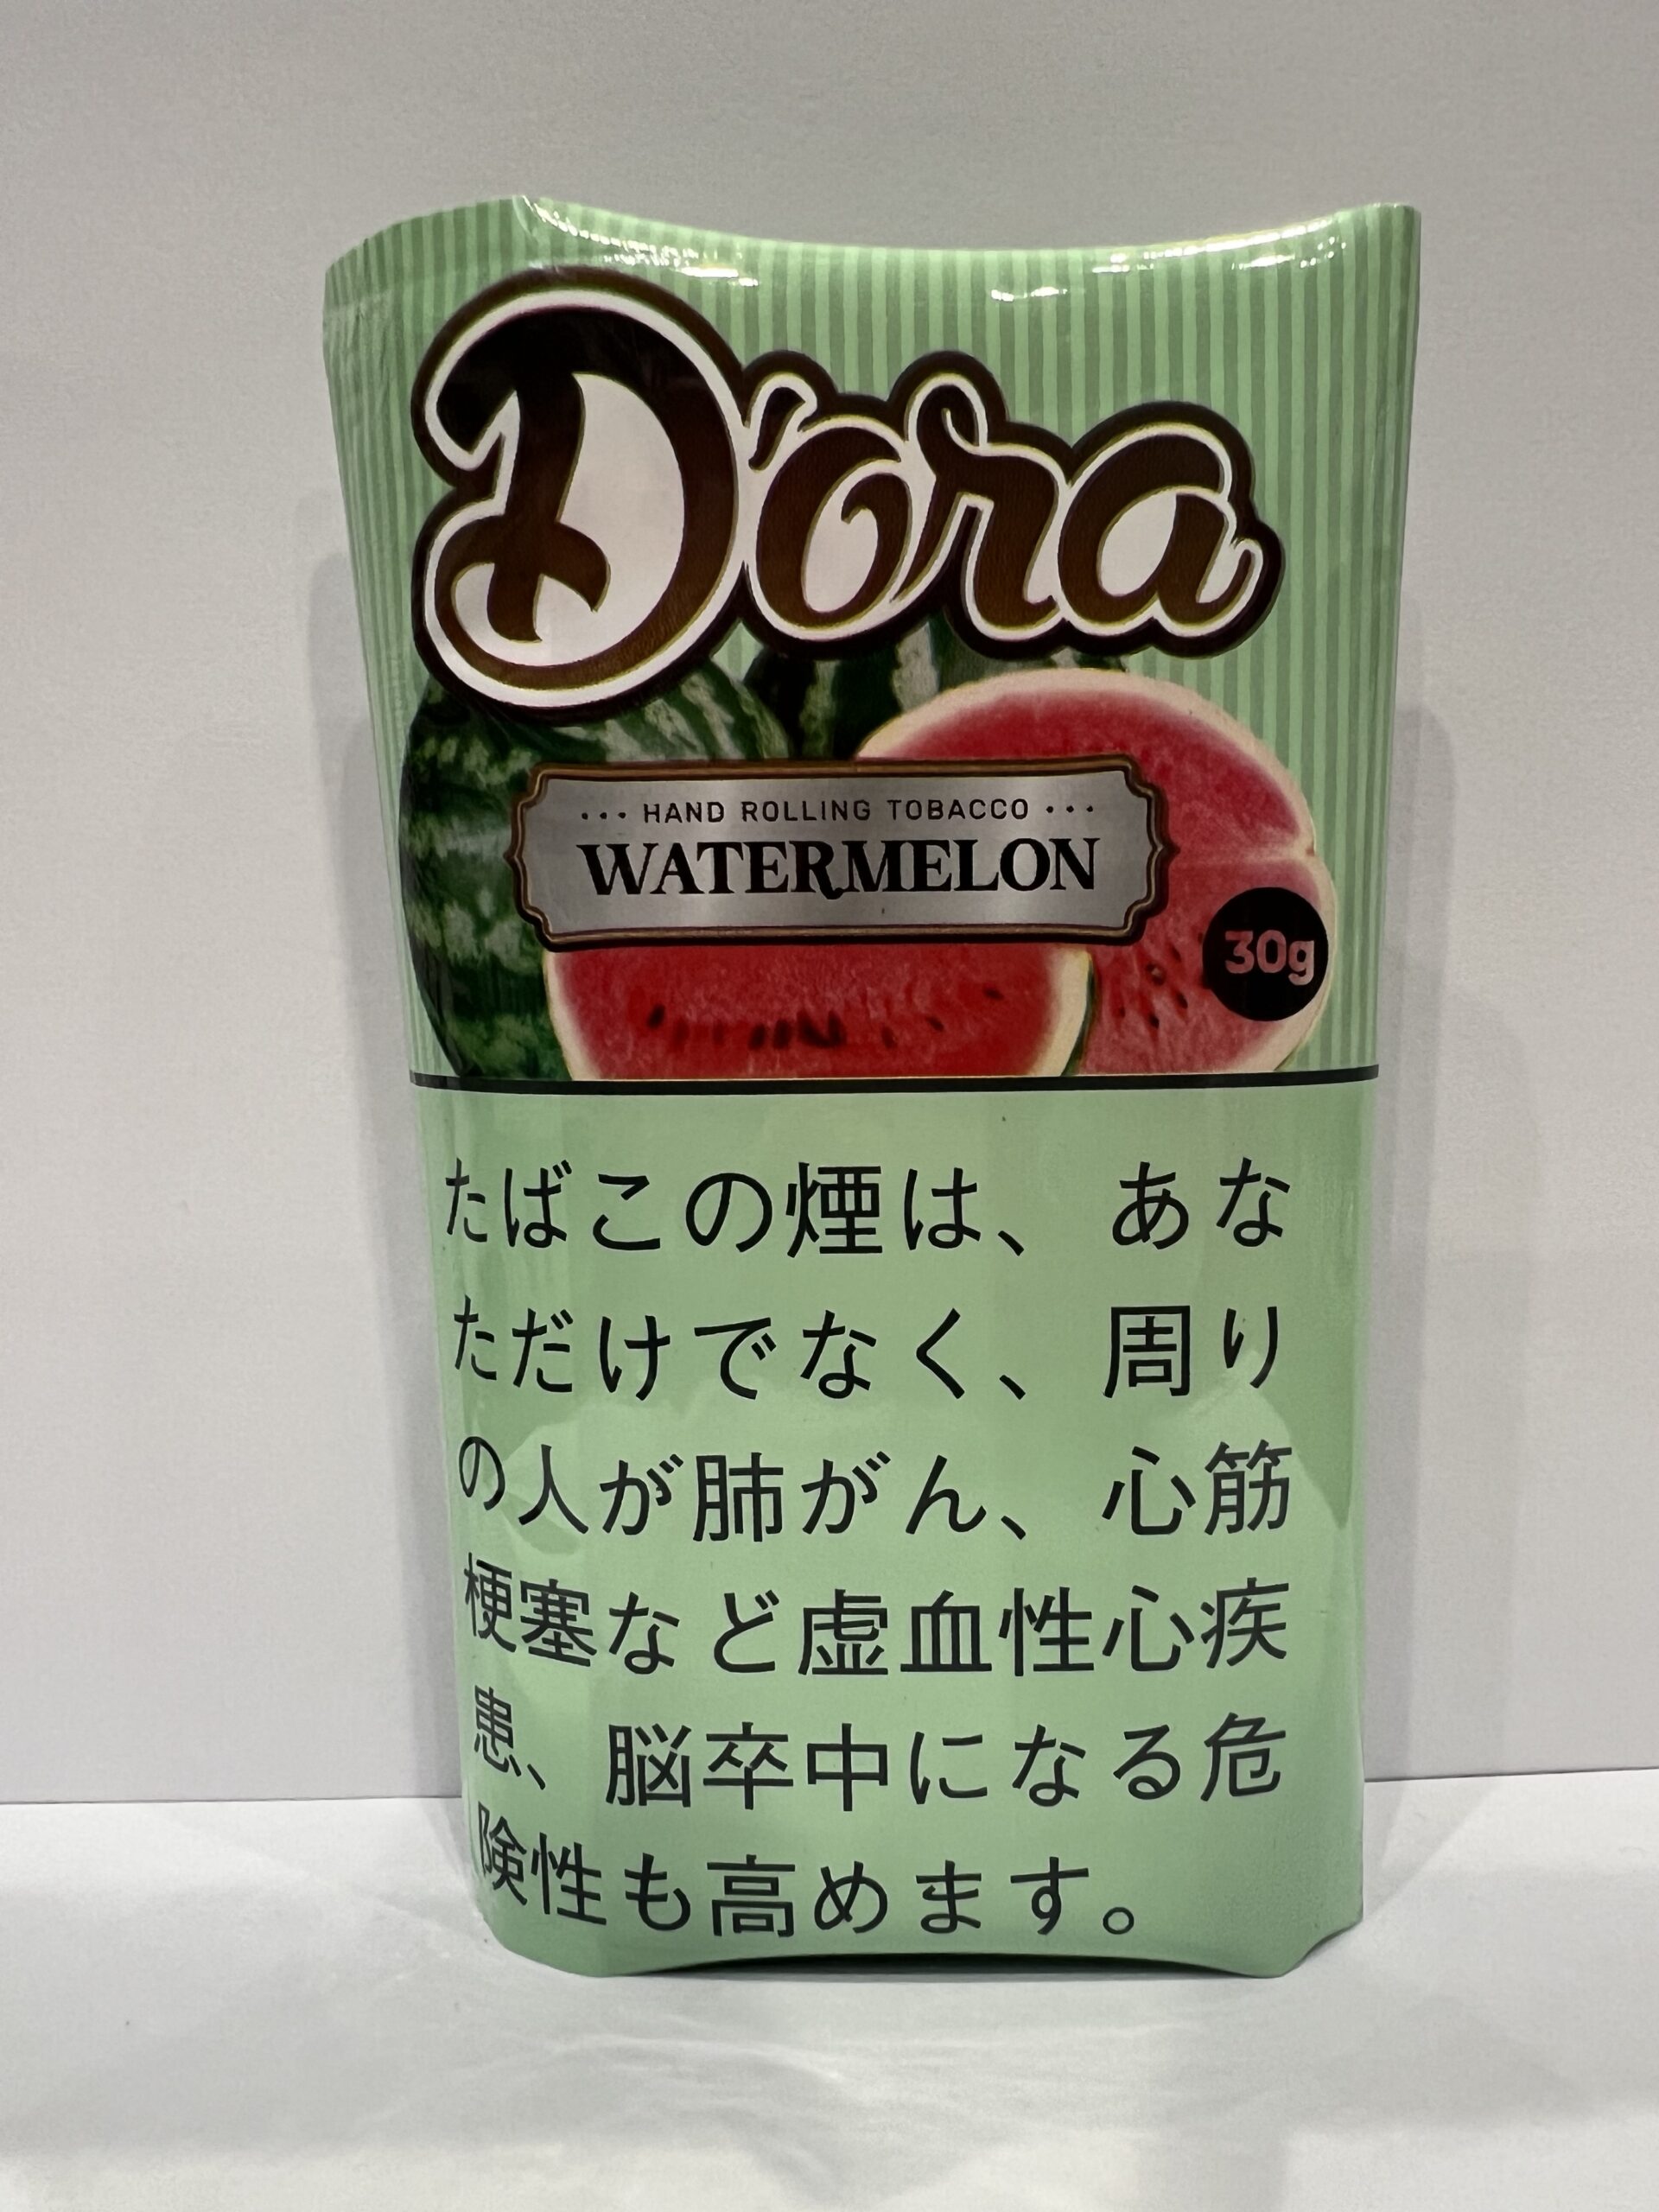 D'ora
··· HAND ROLLING TOBACCO ···
WATERMELON
30g
たばこの煙は、あな
ただけでなく、周り
の人が肺がん、心筋
梗塞など虚血性心疾
患、脳卒中になる危
険性も高めます。